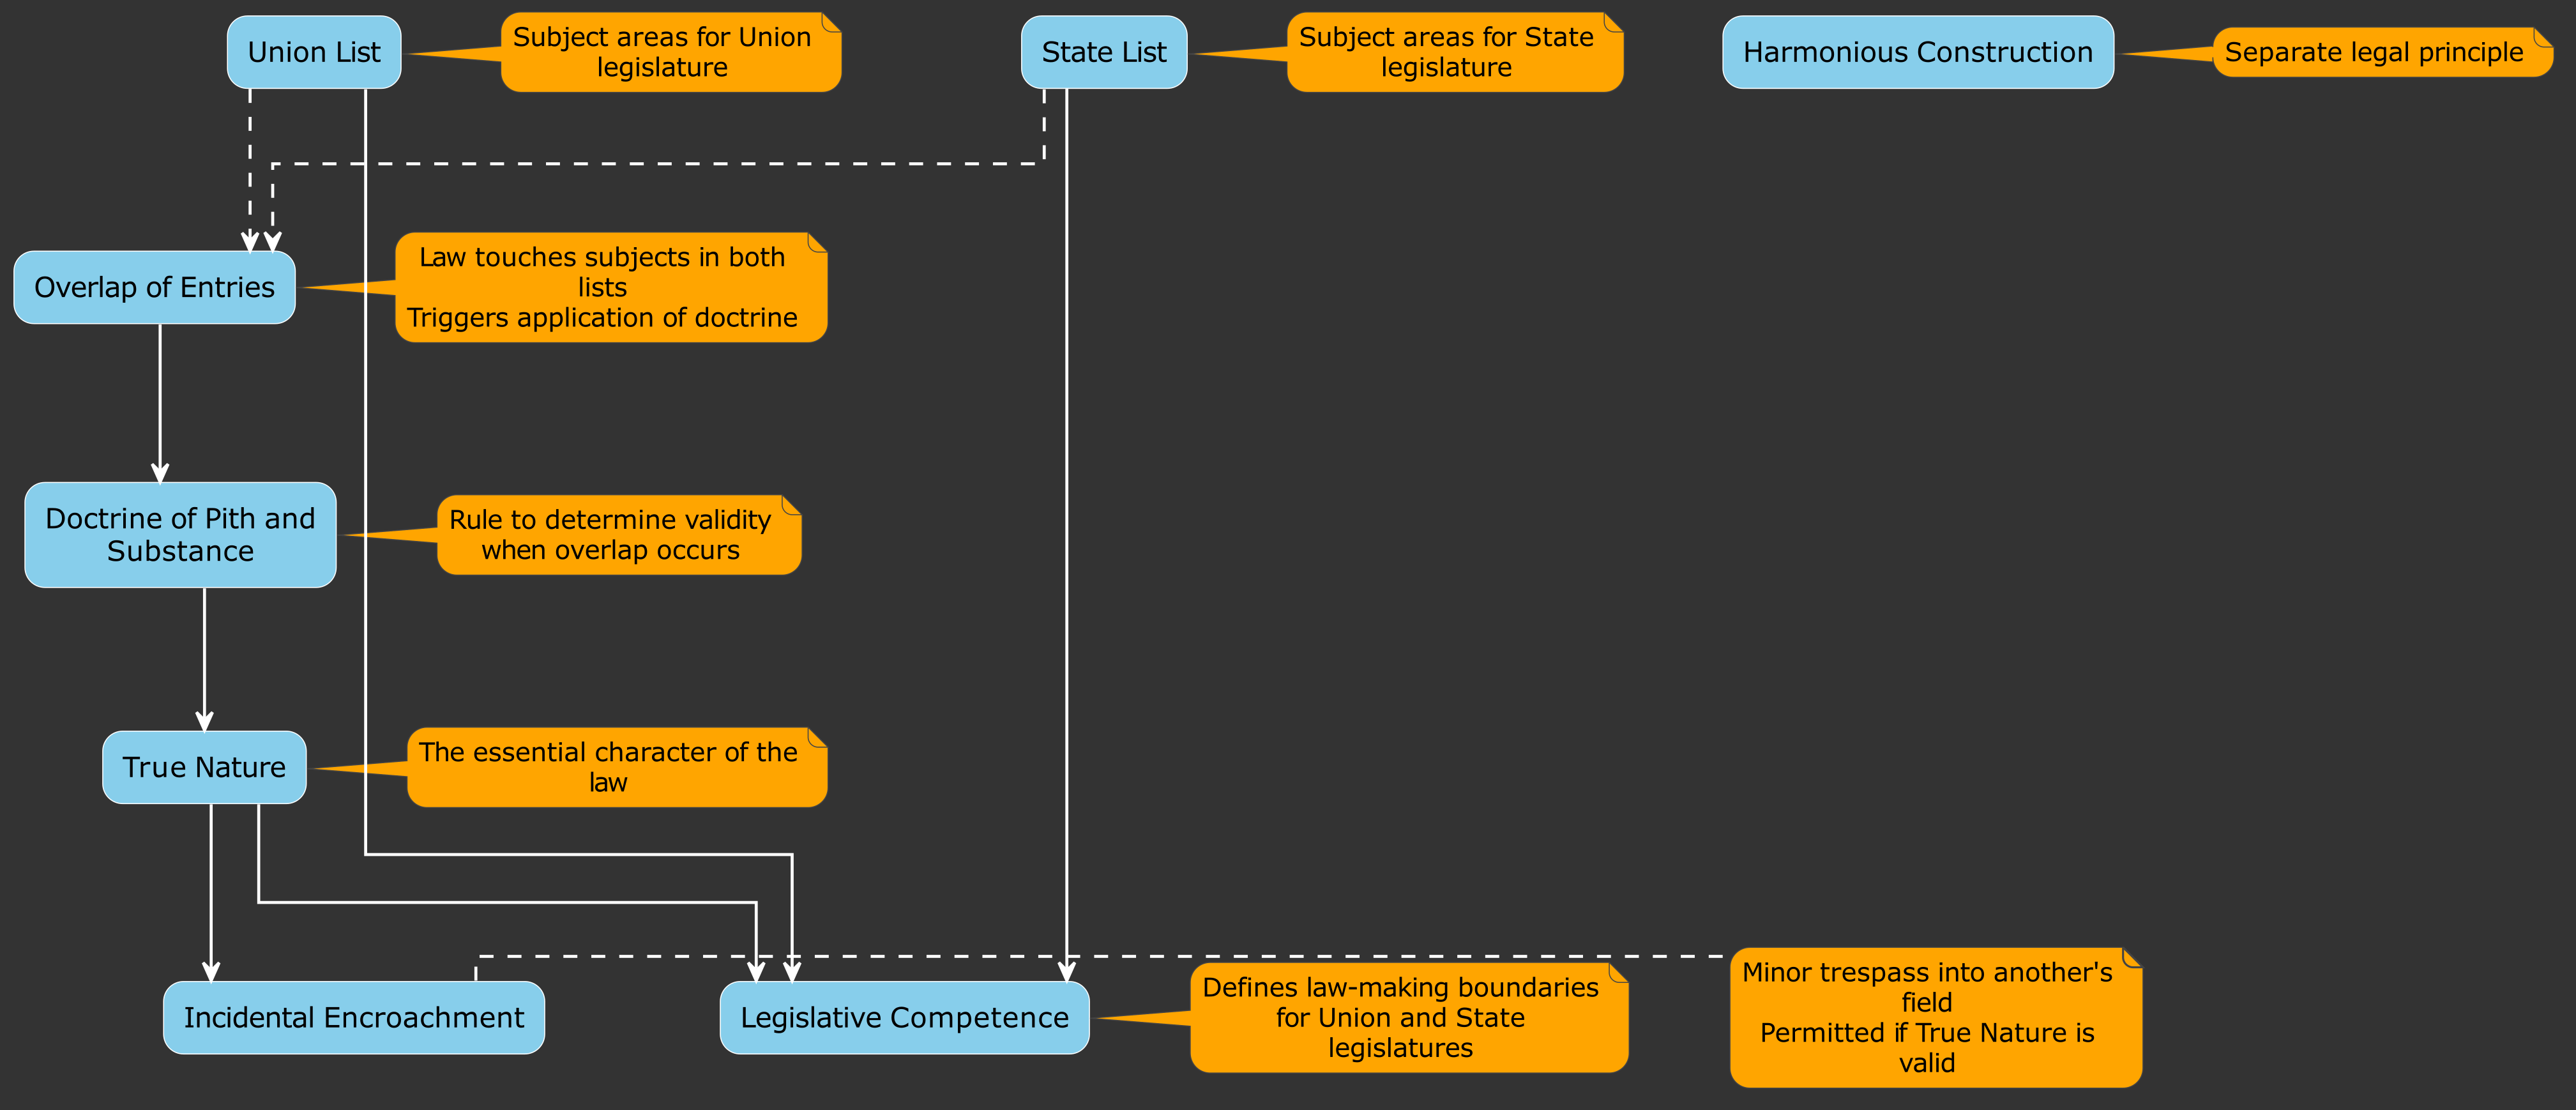 Union List
Subject areas for Union
legislature
State List
Subject areas for State
legislature
Harmonious Construction
Separate legal principle
Overlap of Entries
Law touches subjects in both
lists
Triggers application of doctrine
Doctrine of Pith and
Substance
Rule to determine validity
when overlap occurs
True Nature
The essential character of the
law
Incidental Encroachment
Legislative Competence
Defines law-making boundaries
for Union and State
legislatures
Minor trespass into another's
field
Permitted if True Nature is
valid